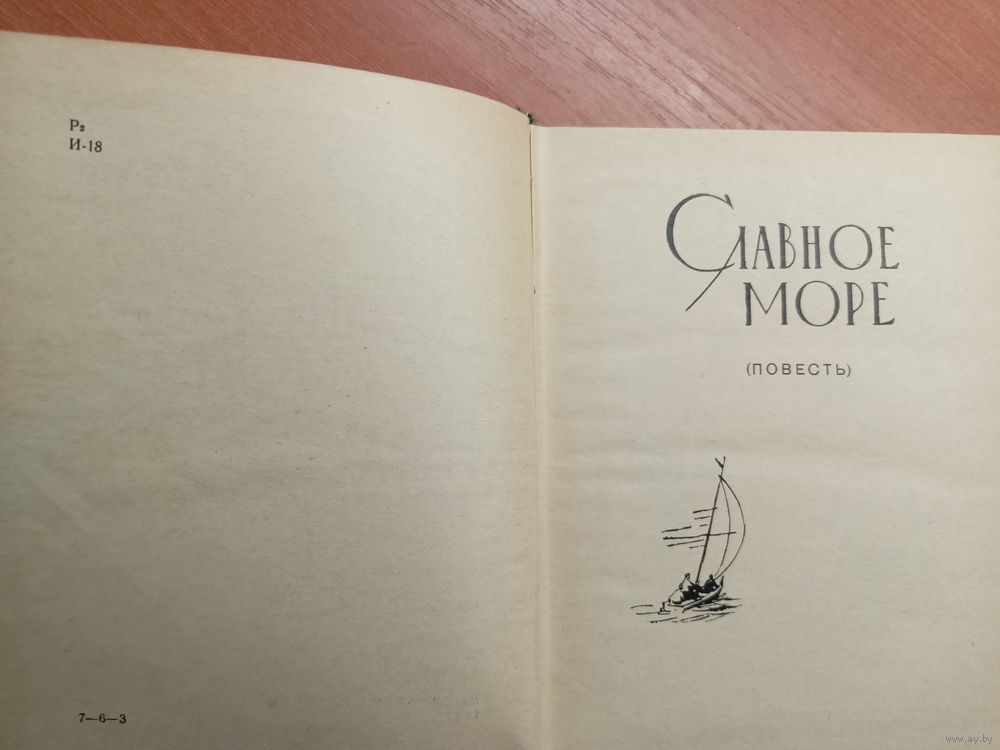 Р₂
И-18
7—6—3
СЛАВНОЕ
МОРЕ
(ПОВЕСТЬ)
www.ay.by